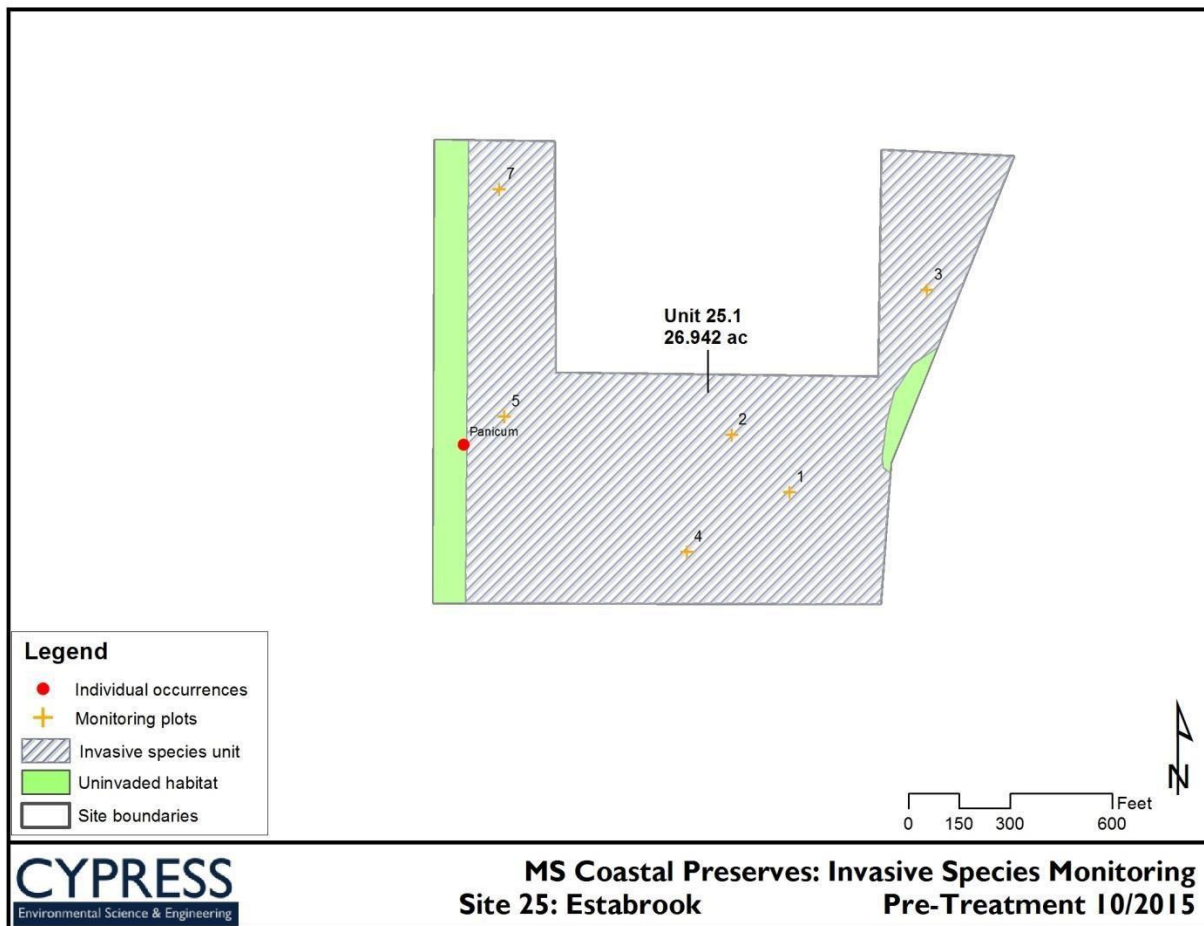 7
3
Unit 25.1
26.942 ac
5
Panicum
2
1
4
Legend
Individual occurrences
Monitoring plots
Invasive species unit
Uninvaded habitat
Site boundaries
N
Feet
0 150 300 600
CYPRESS
Environmental Science & Engineering
MS Coastal Preserves: Invasive Species Monitoring
Site 25: Estabrook Pre-Treatment 10/2015